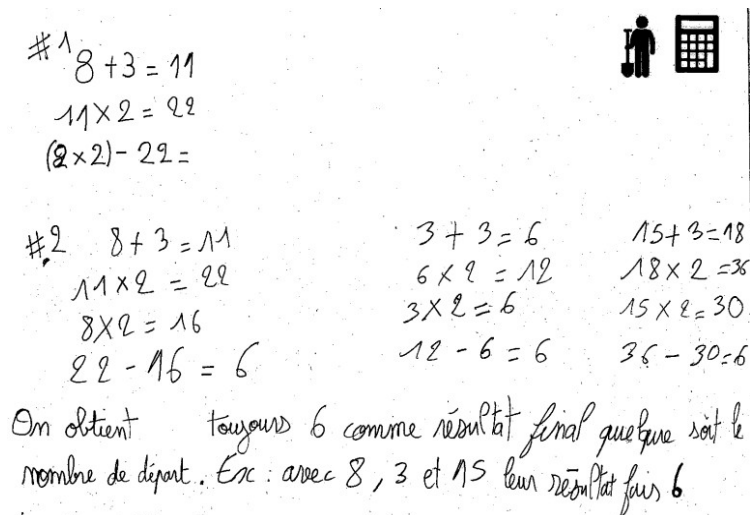 #1
8 + 3 = 11
11 × 2 = 22
(8 × 2) - 22 =
#2 8 + 3 = 11
11 × 2 = 22
8 × 2 = 16
22 - 16 = 6
3 + 3 = 6
6 × 2 = 12
3 × 2 = 6
12 - 6 = 6
15 + 3 = 18
18 × 2 = 36
15 × 2 = 30
36 - 30 = 6
On obtient toujours 6 comme résultat final quelque soit le
nombre de départ. Exc : avec 8, 3 et 15 leur résultat fais 6